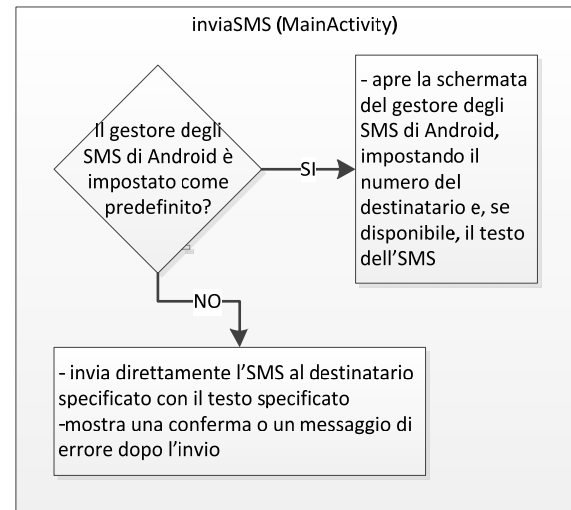 inviaSMS (MainActivity)
Il gestore degli
SMS di Android è
impostato come
predefinito?
SI
- apre la schermata
del gestore degli
SMS di Android,
impostando il
numero del
destinatario e, se
disponibile, il testo
dell'SMS
NO
- invia direttamente l'SMS al destinatario
specificato con il testo specificato
-mostra una conferma o un messaggio di
errore dopo l'invio